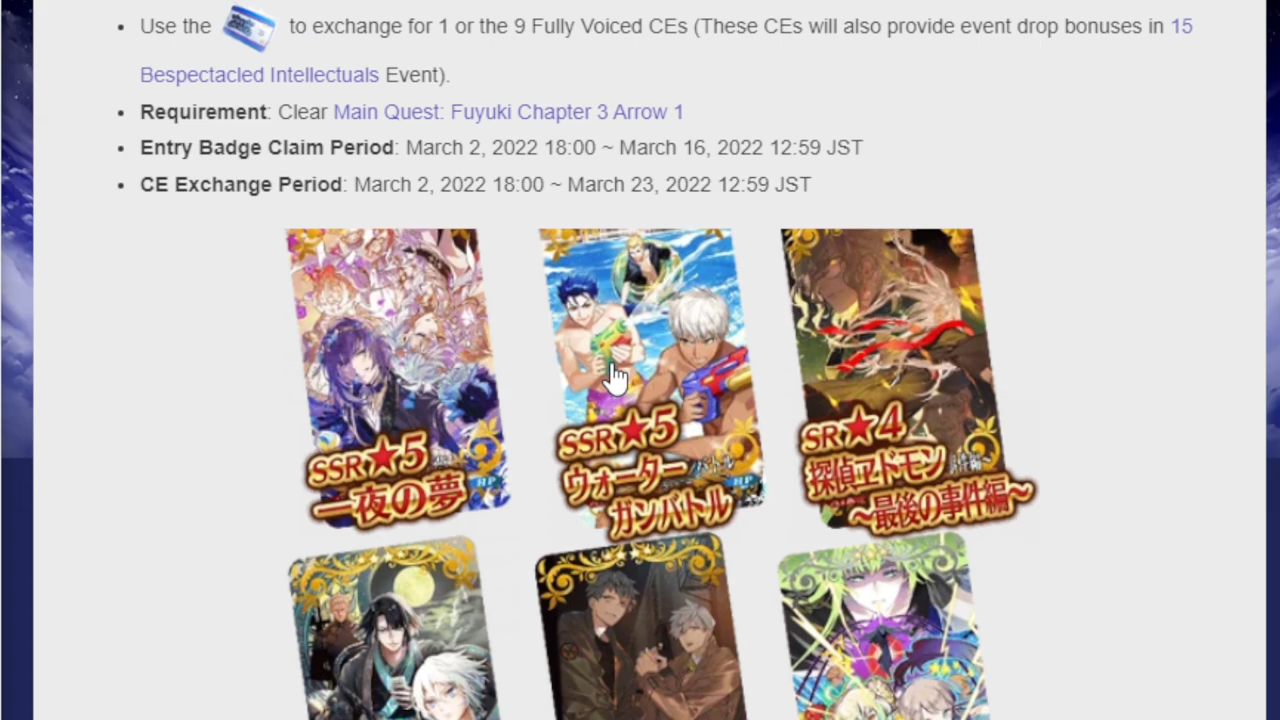 Use the to exchange for 1 or the 9 Fully Voiced CEs (These CEs will also provide event drop bonuses in 15
Bespectacled Intellectuals Event).
Requirement: Clear Main Quest: Fuyuki Chapter 3 Arrow 1
Entry Badge Claim Period: March 2, 2022 18:00 ~ March 16, 2022 12:59 JST
CE Exchange Period: March 2, 2022 18:00 ~ March 23, 2022 12:59 JST
SSR★5
HP
一夜の夢
SSR★5
HP
ウォーター
ガンバトル
SR★4
探偵ヱドモン
～最後の事件編～